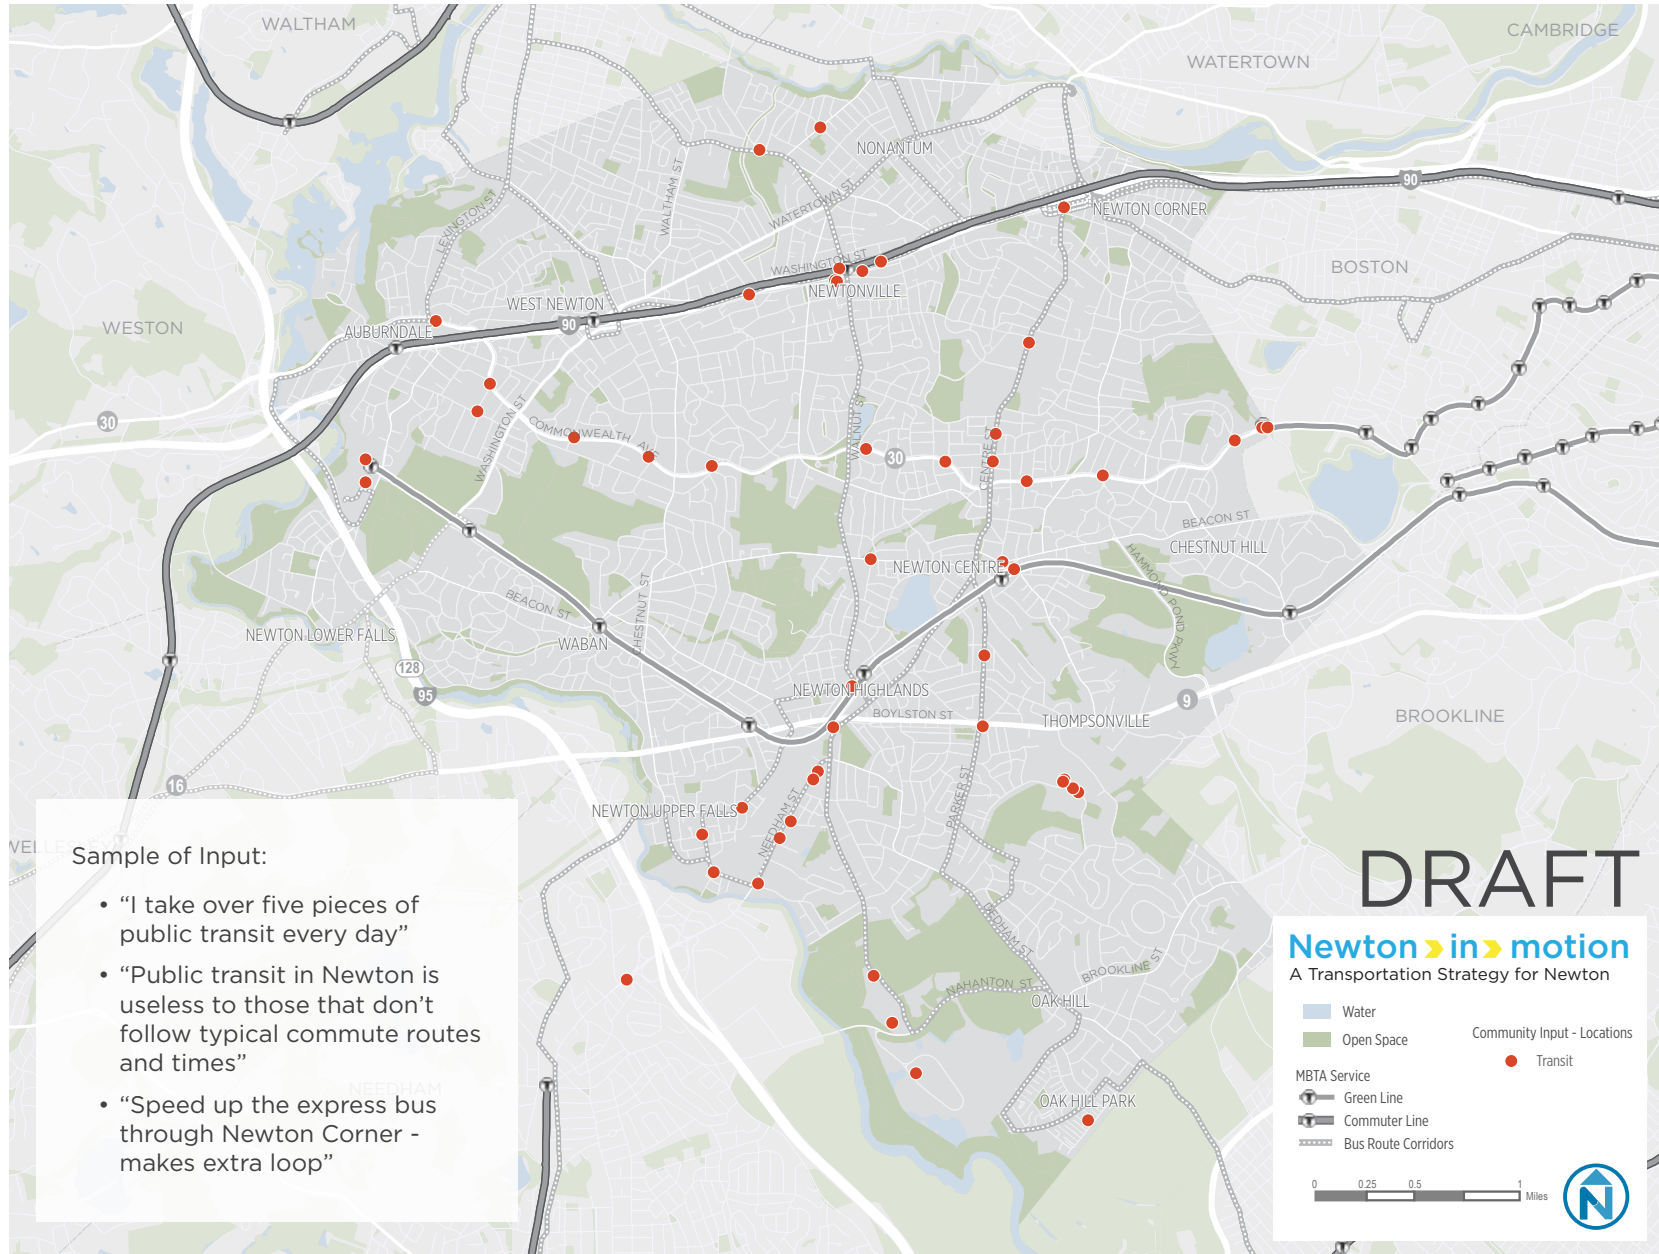 WALTHAM
CAMBRIDGE
WATERTOWN
NONANTUM
WALTHAM ST
WATERTOWN ST
LEXINGTON ST
90
NEWTON CORNER
WASHINGTON ST
BOSTON
NEWTONVILLE
WEST NEWTON
90
WESTON
AUBURNDALE
30
COMMONWEALTH AVE
WASHINGTON ST
WALNUT ST
30
CENTRE ST
BEACON ST
CHESTNUT HILL
NEWTON CENTRE
HAMMOND POND PKWY
BEACON ST
CHESTNUT ST
NEWTON LOWER FALLS
WABAN
128
95
NEWTON HIGHLANDS
BOYLSTON ST
THOMPSONVILLE
9
BROOKLINE
16
NEWTON UPPER FALLS
NEEDHAM ST
PARKER ST
DEDHAM ST
BROOKLINE ST
NAHANTON ST
OAK HILL
OAK HILL PARK
NEEDHAM
Sample of Input:
• “I take over five pieces of
public transit every day”
• “Public transit in Newton is
useless to those that don’t
follow typical commute routes
and times”
• “Speed up the express bus
through Newton Corner -
makes extra loop”
DRAFT
Newton in motion
A Transportation Strategy for Newton
Water
Open Space
Community Input - Locations
Transit
MBTA Service
Green Line
Commuter Line
Bus Route Corridors
0 0.25 0.5 1
Miles
N